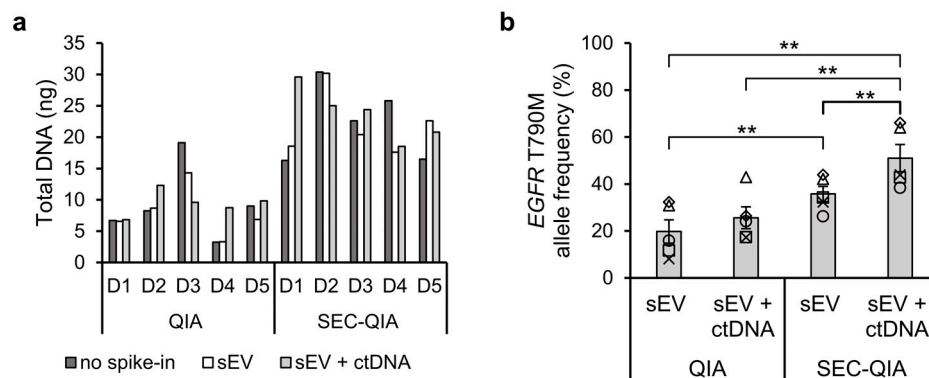 a
Total DNA (ng)
35
30
25
20
15
10
5
0
D1 D2 D3 D4 D5 D1 D2 D3 D4 D5
QIA SEC-QIA
no spike-in sEV sEV + ctDNA
b
EGFR T790M
allele frequency (%)
100
80
60
40
20
0
**
**
**
**
sEV sEV + sEV sEV +
ctDNA ctDNA
QIA SEC-QIA